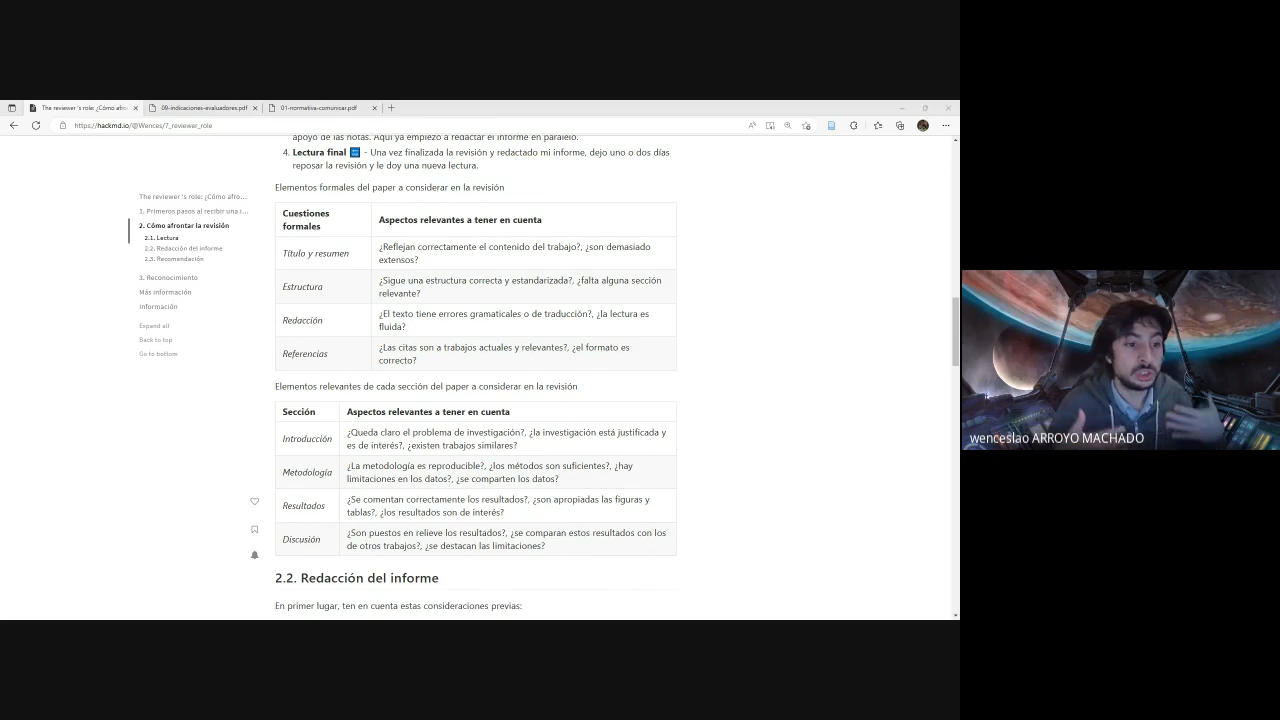 The reviewer 's role: ¿Cómo afro
09-indicaciones-evaluadores.pdf
01-normativa-comunicar.pdf
https://hackmd.io/@Wences/7_reviewer_role
apoyo de las notas. Aquí ya empiezo a redactar el informe en paralelo.
4. Lectura final - Una vez finalizada la revisión y redactado mi informe, dejo uno o dos días
reposar la revisión y le doy una nueva lectura.
The reviewer 's role: ¿Cómo afro...
1. Primeros pasos al recibir una i...
2. Cómo afrontar la revisión
2.1. Lectura
2.2. Redacción del informe
2.3. Recomendación
3. Reconocimiento
Más información
Información
Expand all
Back to top
Go to bottom
Elementos formales del paper a considerar en la revisión
Cuestiones
formales
Aspectos relevantes a tener en cuenta
Título y resumen
¿Reflejan correctamente el contenido del trabajo?, ¿son demasiado
extensos?
Estructura
¿Sigue una estructura correcta y estandarizada?, ¿falta alguna sección
relevante?
Redacción
¿El texto tiene errores gramaticales o de traducción?, ¿la lectura es
fluida?
Referencias
¿Las citas son a trabajos actuales y relevantes?, ¿el formato es
correcto?
Elementos relevantes de cada sección del paper a considerar en la revisión
Sección
Aspectos relevantes a tener en cuenta
Introducción
¿Queda claro el problema de investigación?, ¿la investigación está justificada y
es de interés?, ¿existen trabajos similares?
Metodología
¿La metodología es reproducible?, ¿los métodos son suficientes?, ¿hay
limitaciones en los datos?, ¿se comparten los datos?
Resultados
¿Se comentan correctamente los resultados?, ¿son apropiadas las figuras y
tablas?, ¿los resultados son de interés?
Discusión
¿Son puestos en relieve los resultados?, ¿se comparan estos resultados con los
de otros trabajos?, ¿se destacan las limitaciones?
2.2. Redacción del informe
En primer lugar, ten en cuenta estas consideraciones previas:
wenceslao ARROYO MACHADO